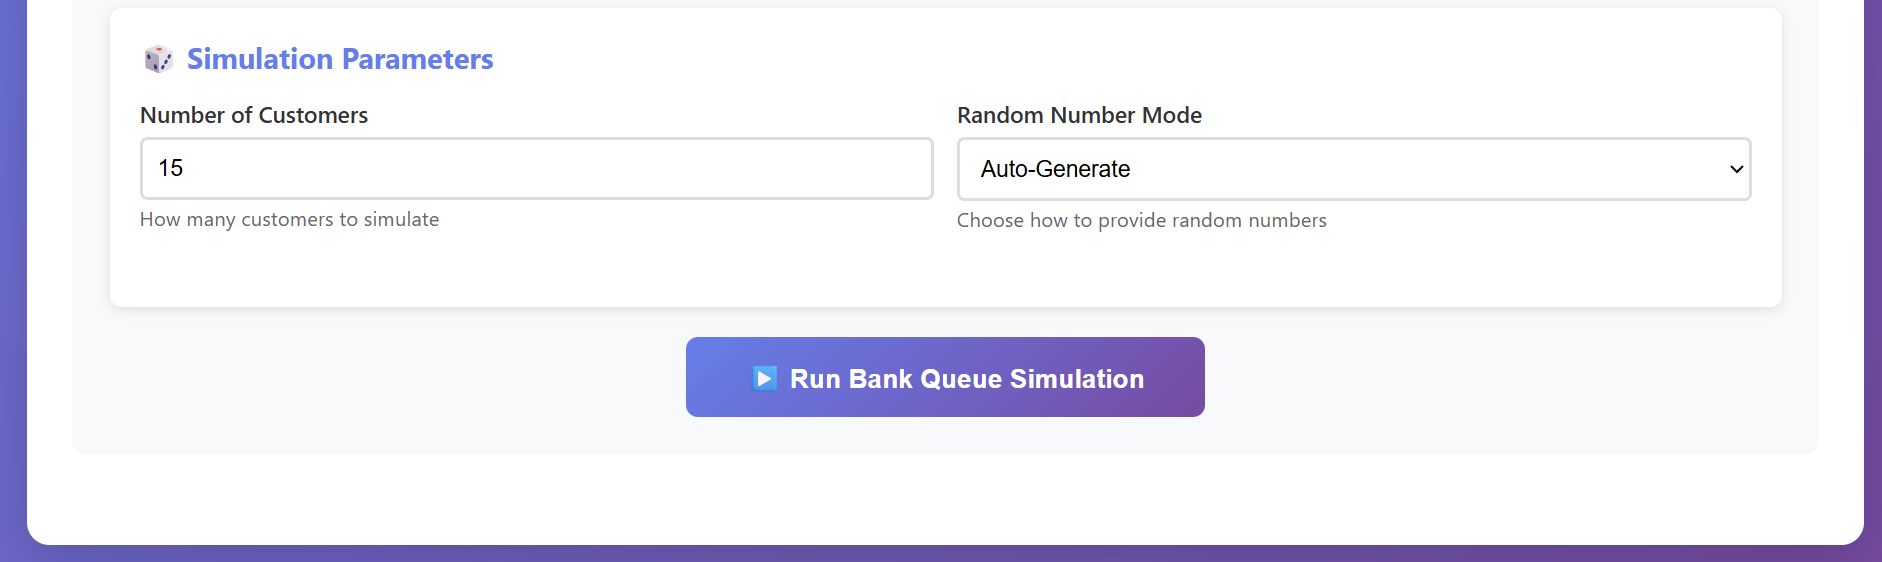 Simulation Parameters
Number of Customers
15
How many customers to simulate
Random Number Mode
Auto-Generate
Choose how to provide random numbers
Run Bank Queue Simulation